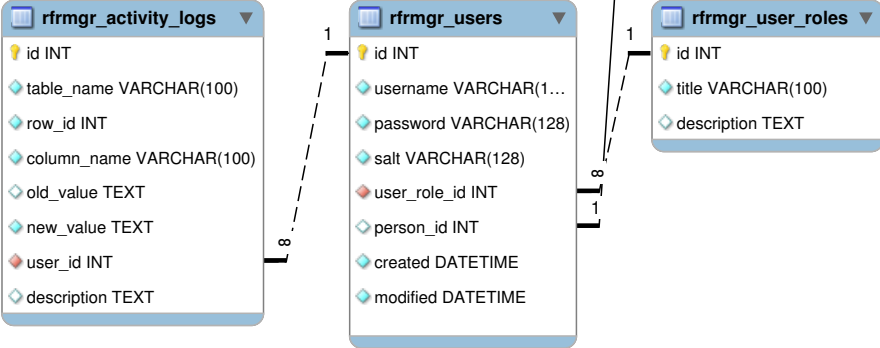 rfrmgr_activity_logs
id INT
table_name VARCHAR(100)
row_id INT
column_name VARCHAR(100)
old_value TEXT
new_value TEXT
user_id INT
description TEXT
1
∞
rfrmgr_users
id INT
username VARCHAR(1…
password VARCHAR(128)
salt VARCHAR(128)
user_role_id INT
person_id INT
created DATETIME
modified DATETIME
1
∞
1
rfrmgr_user_roles
id INT
title VARCHAR(100)
description TEXT